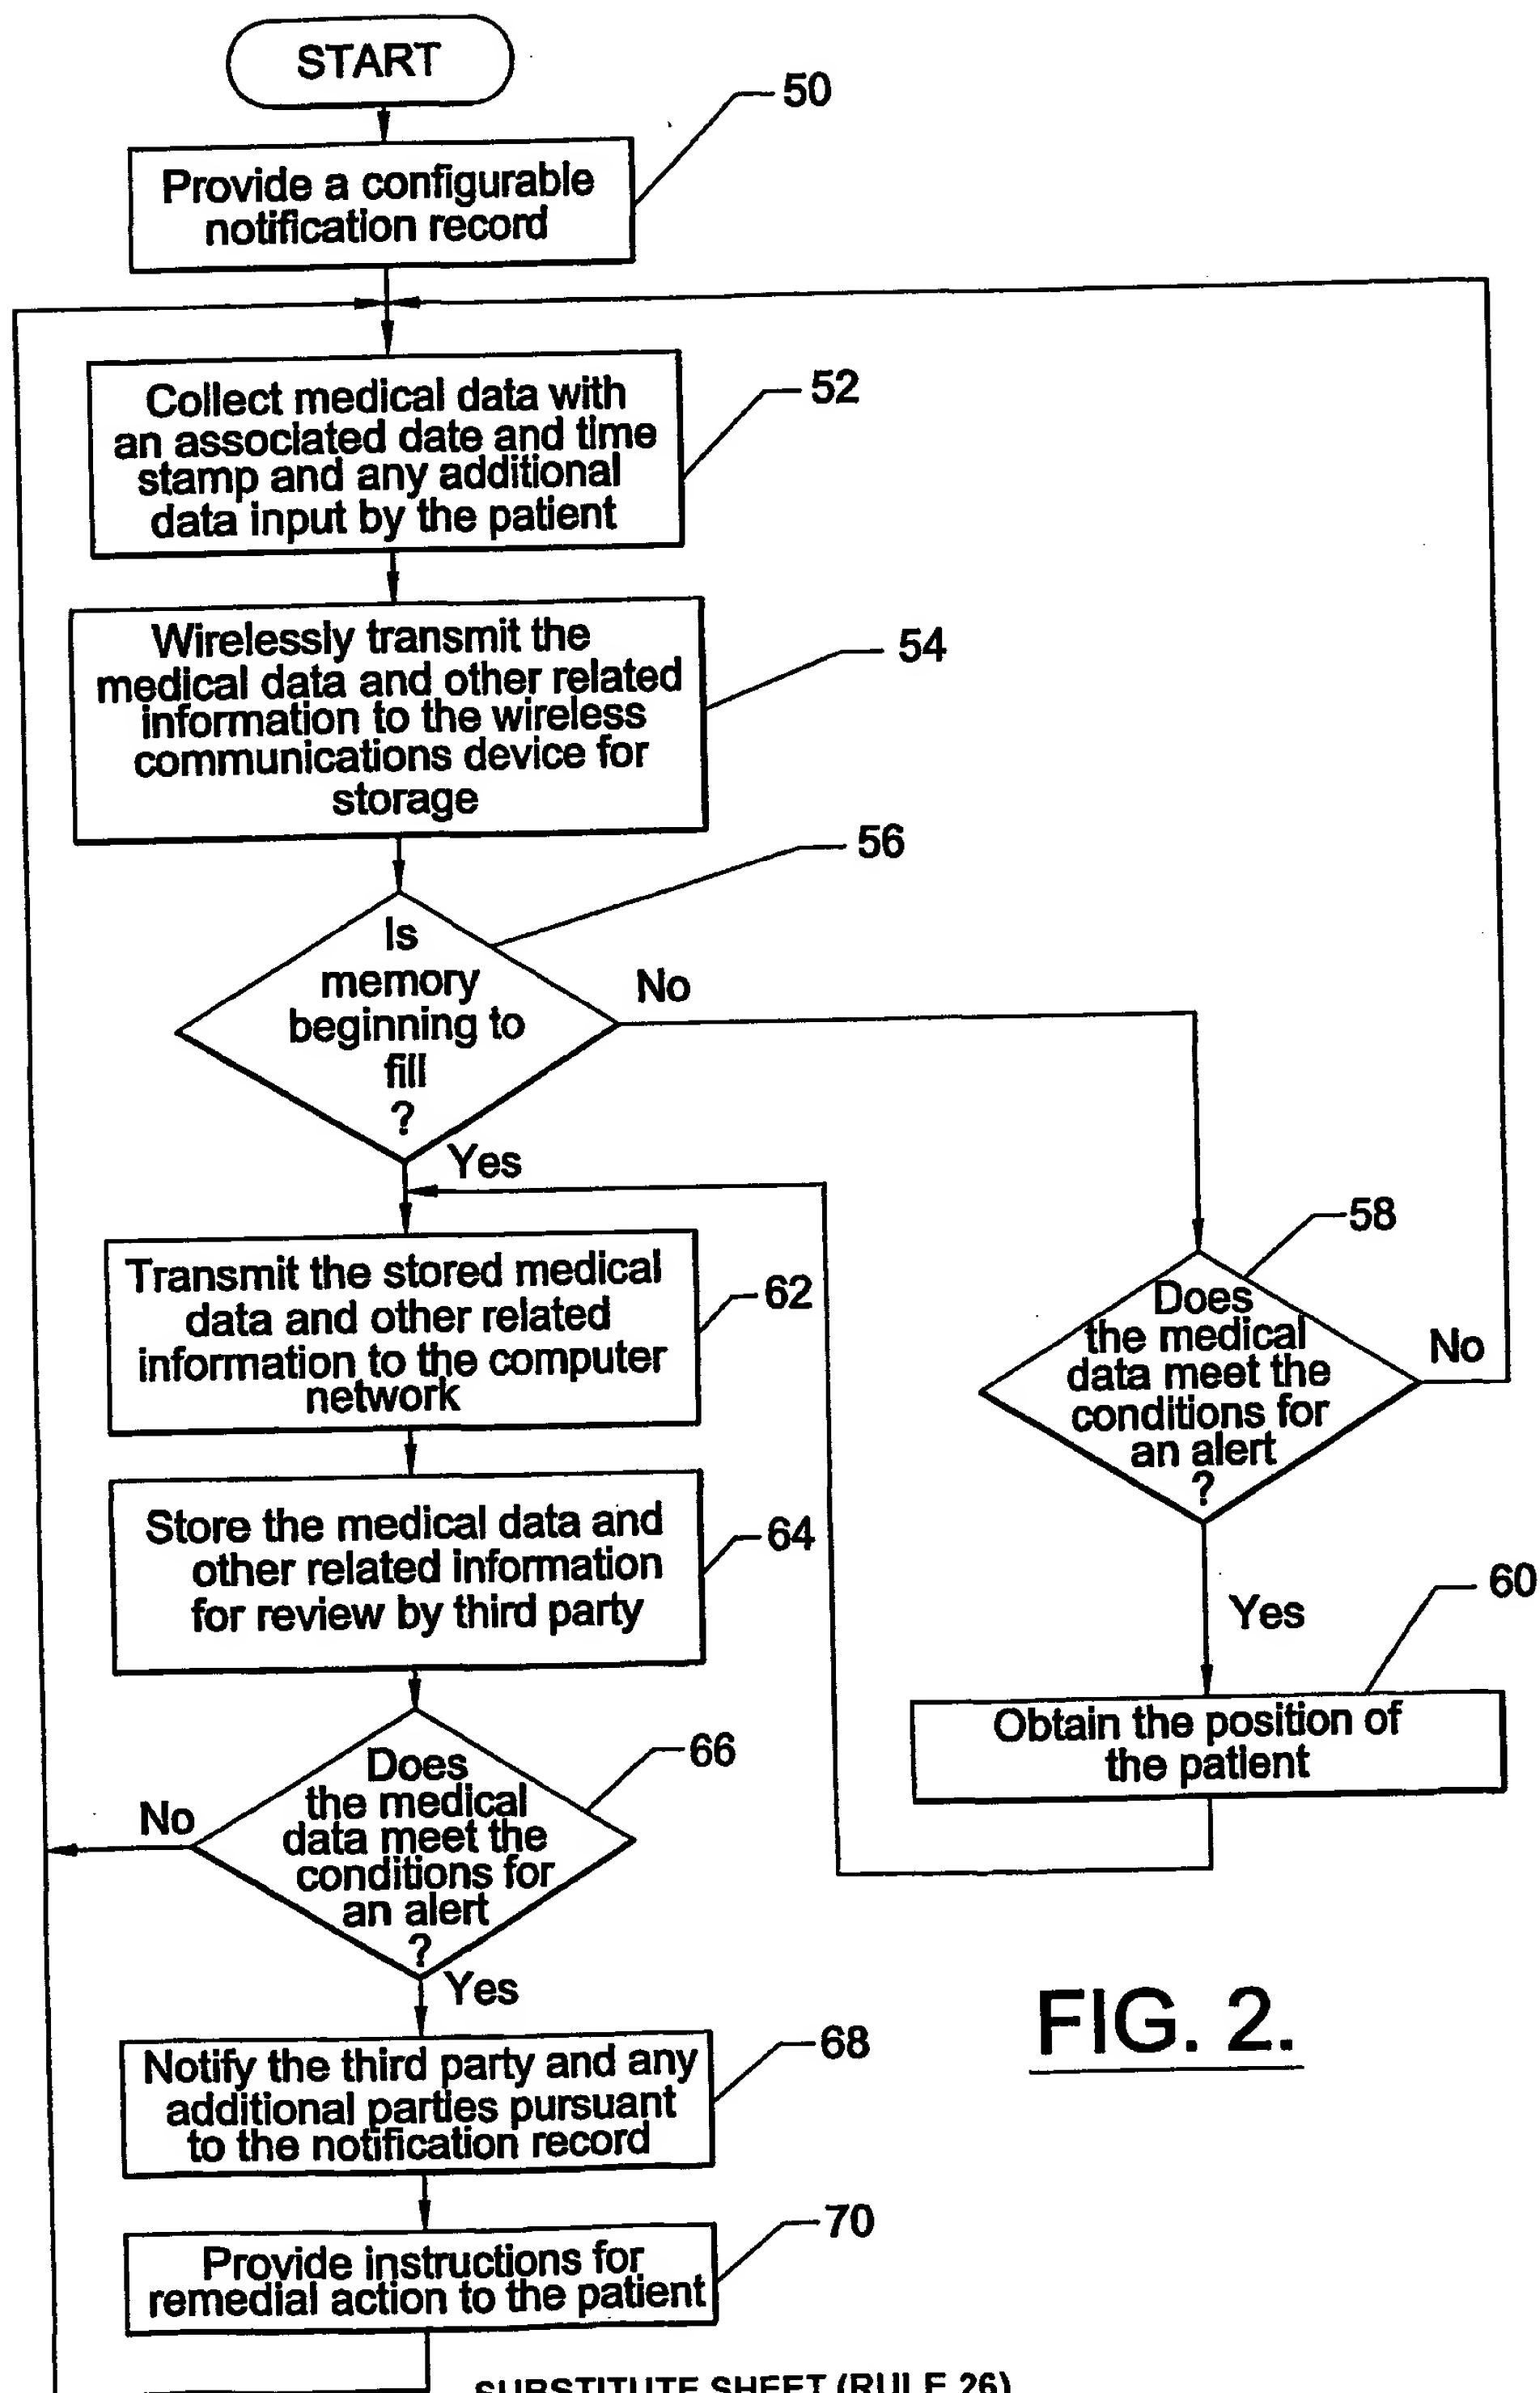 START
50
Provide a configurable
notification record
Collect medical data with
an associated date and time
stamp and any additional
data input by the patient
52
Wirelessly transmit the
medical data and other related
information to the wireless
communications device for
storage
54
56
Is
memory
beginning to
fill
?
No
Yes
58
Does
the medical
data meet the
conditions for
an alert
?
No
Yes
60
Obtain the position of
the patient
Transmit the stored medical
data and other related
information to the computer
network
62
Store the medical data and
other related information
for review by third party
64
66
Does
the medical
data meet the
conditions for
an alert
?
No
Yes
Notify the third party and any
additional parties pursuant
to the notification record
68
FIG. 2.
Provide instructions for
remedial action to the patient
70
SUBSTITUTE SHEET (RULE 26)